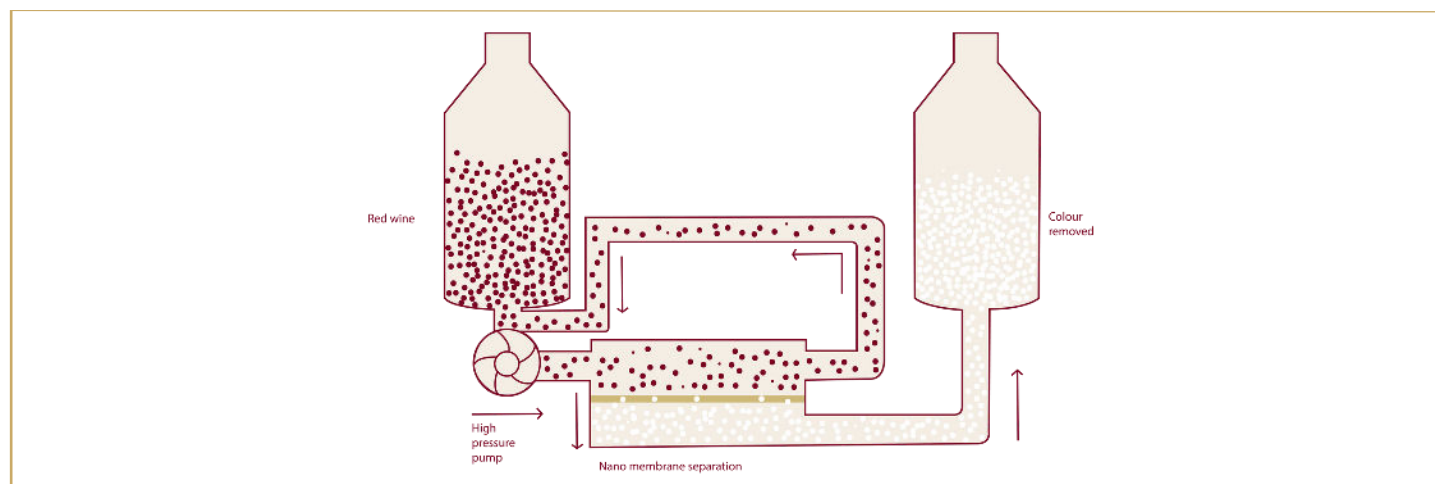 Red wine
Colour
removed
High
pressure
pump
Nano membrane separation